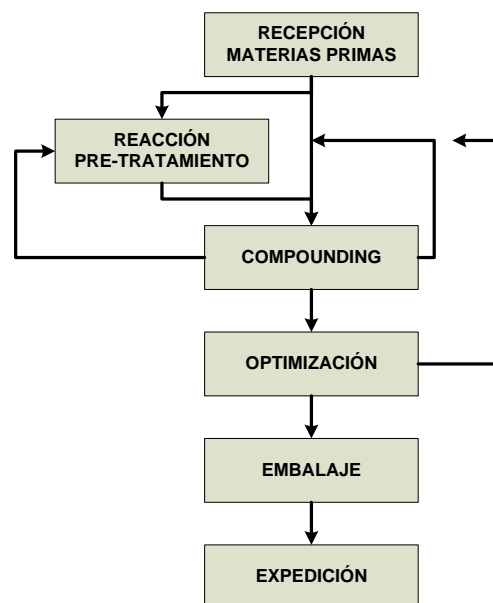 RECEPCIÓN
MATERIAS PRIMAS
REACCIÓN
PRE-TRATAMIENTO
COMPOUNDING
OPTIMIZACIÓN
EMBALAJE
EXPEDICIÓN